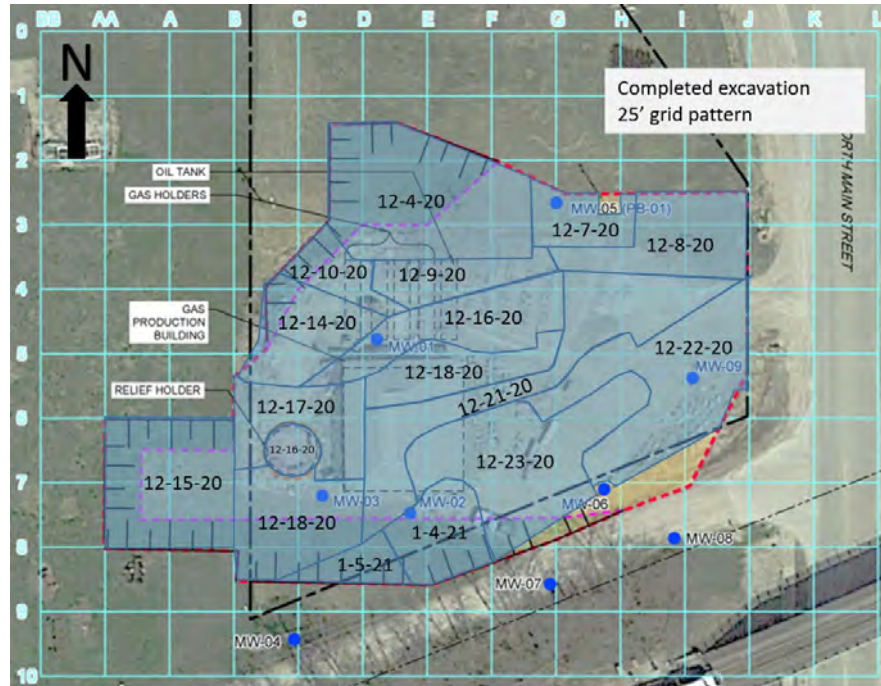 BB AA A B C D E F G H I J K L
0
N
Completed excavation
25' grid pattern
1
2
OIL TANK
GAS HOLDERS
12-4-20
MW-05 (PB-01)
NORTH MAIN STREET
3
12-7-20
12-8-20
12-10-20
12-9-20
4
GAS
PRODUCTION
BUILDING
12-14-20
12-16-20
MW-01
5
12-18-20
12-22-20
MW-09
RELIEF HOLDER
12-17-20
12-21-20
6
12-16-20
12-23-20
12-15-20
MW-06
7
MW-03
MW-02
12-18-20
1-4-21
MW-08
8
1-5-21
MW-07
9
MW-04
10